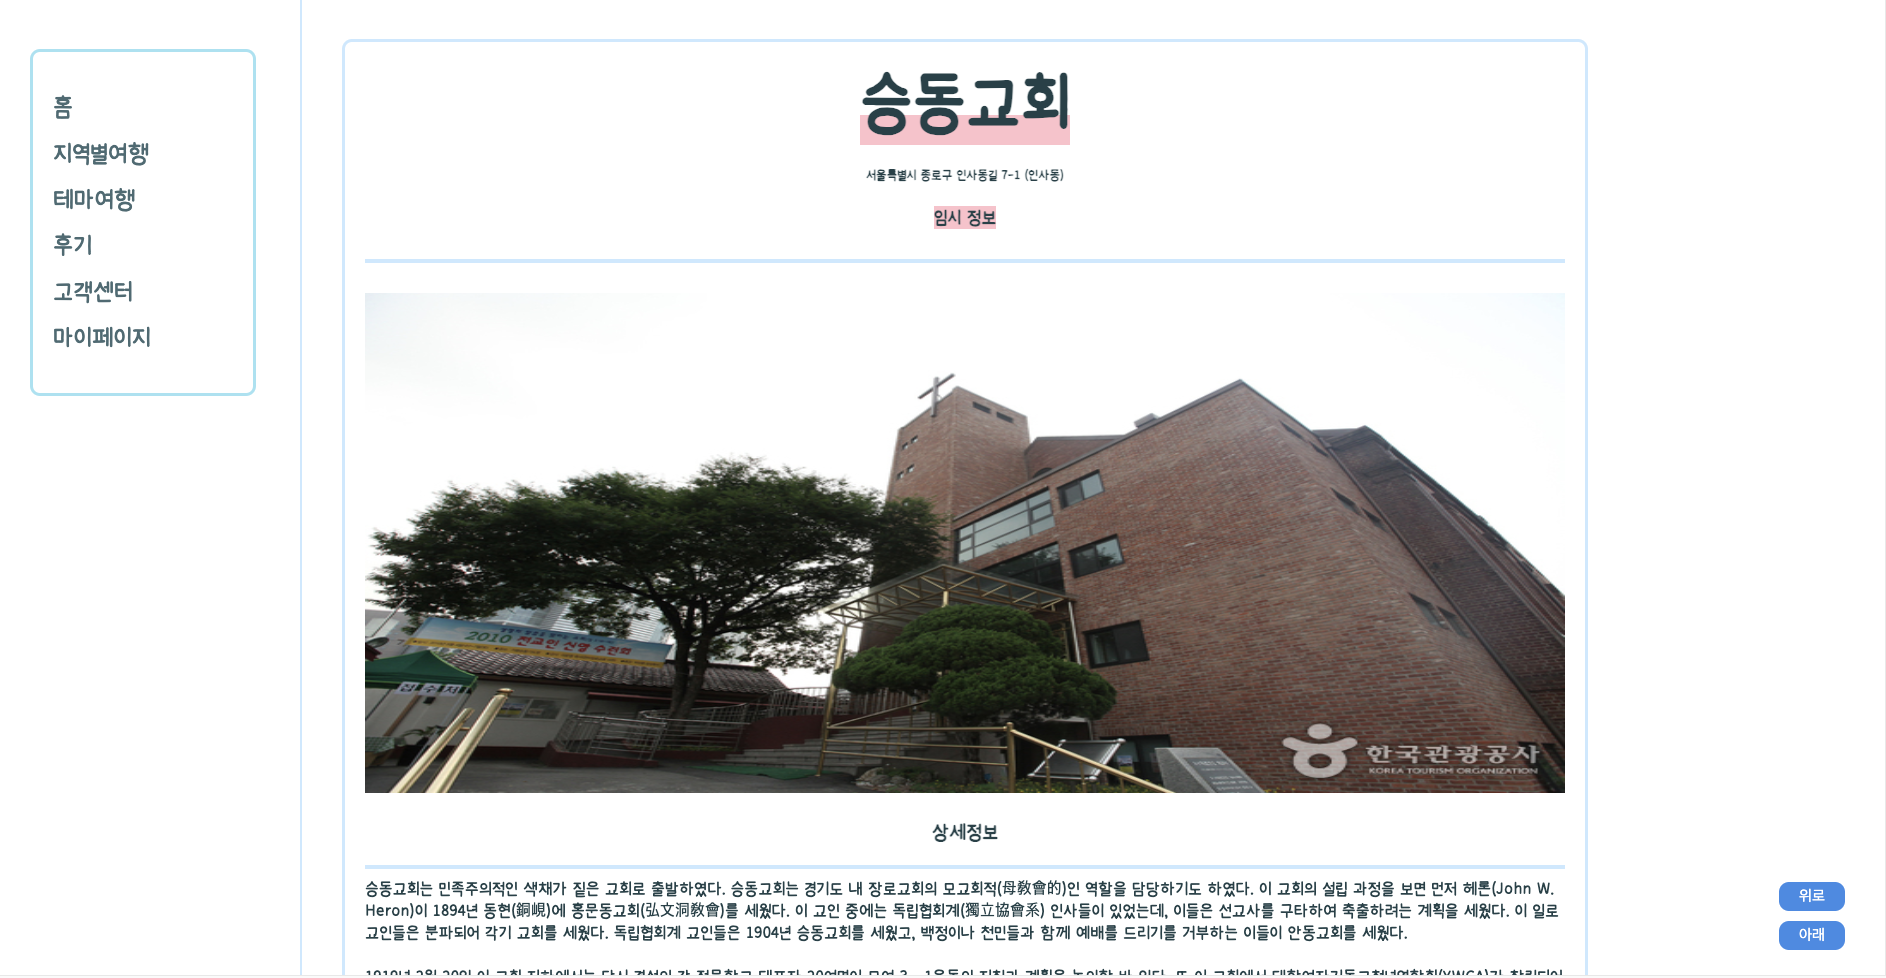 홈
지역별여행
테마여행
후기
고객센터
마이페이지
승동교회
서울특별시 종로구 인사동길 7-1 (인사동)
임시 정보
2010 전교인 신앙 수련회
접수처
한국관광공사
KOREA TOURISM ORGANIZATION
상세정보
승동교회는 민족주의적인 색채가 짙은 교회로 출발하였다. 승동교회는 경기도 내 장로교회의 모교회적(母敎會的)인 역할을 담당하기도 하였다. 이 교회의 설립 과정을 보면 먼저 헤론(John W.
Heron)이 1894년 동현(銅峴)에 홍문동교회(弘文洞敎會)를 세웠다. 이 고인 중에는 독립협회계(獨立協會系) 인사들이 있었는데, 이들은 선교사를 구타하여 축출하려는 계획을 세웠다. 이 일로
교인들은 분파되어 각기 교회를 세웠다. 독립협회계 고인들은 1904년 승동교회를 세웠고, 백정이나 천민들과 함께 예배를 드리기를 거부하는 이들이 안동교회를 세웠다.
위로
아래